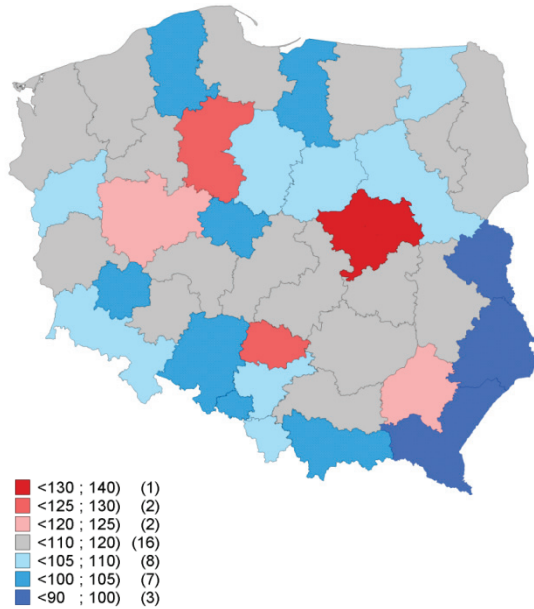 <130 ; 140) (1)
<125 ; 130) (2)
<120 ; 125) (2)
<110 ; 120) (16)
<105 ; 110) (8)
<100 ; 105) (7)
<90 ; 100) (3)